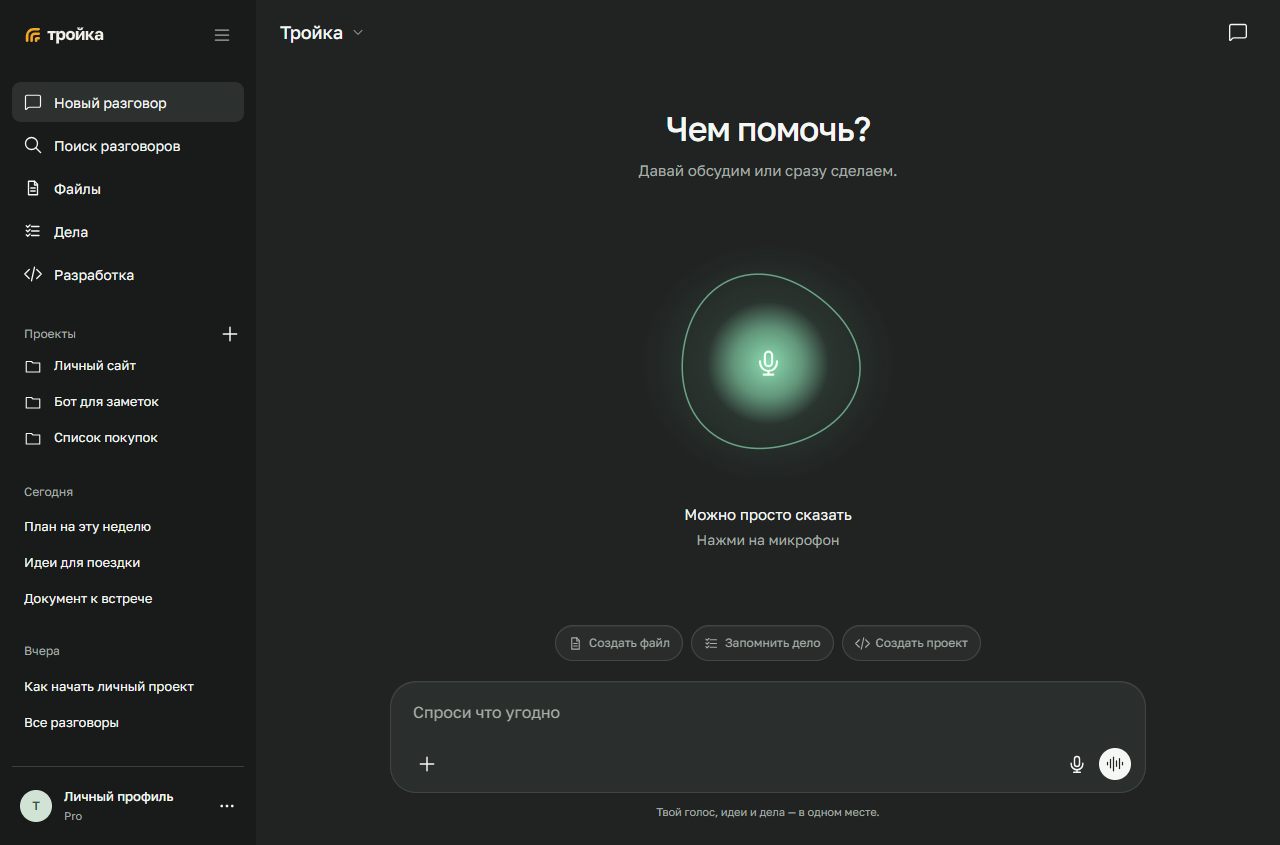 тройка
Новый разговор
Поиск разговоров
Файлы
Дела
Разработка
Проекты
Личный сайт
Бот для заметок
Список покупок
Сегодня
План на эту неделю
Идеи для поездки
Документ к встрече
Вчера
Как начать личный проект
Все разговоры
Т
Личный профиль
Pro
Тройка
Чем помочь?
Давай обсудим или сразу сделаем.
Можно просто сказать
Нажми на микрофон
Создать файл
Запомнить дело
Создать проект
Спроси что угодно
Твой голос, идеи и дела — в одном месте.